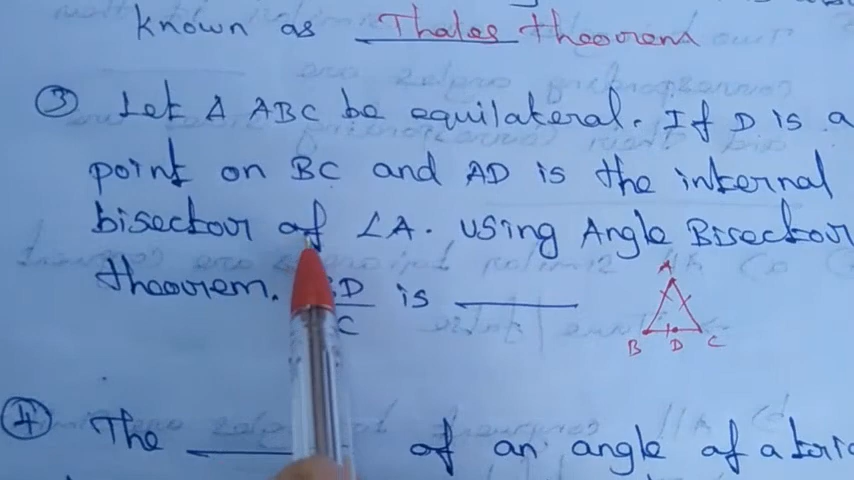 known as Thales theorem
③ Let Δ ABC be equilateral. If D is a
point on BC and AD is the internal
bisector of ∠A. Using Angle Bisector
theorem. D/C is ______
A
B D C
④ The ______ of an angle of a